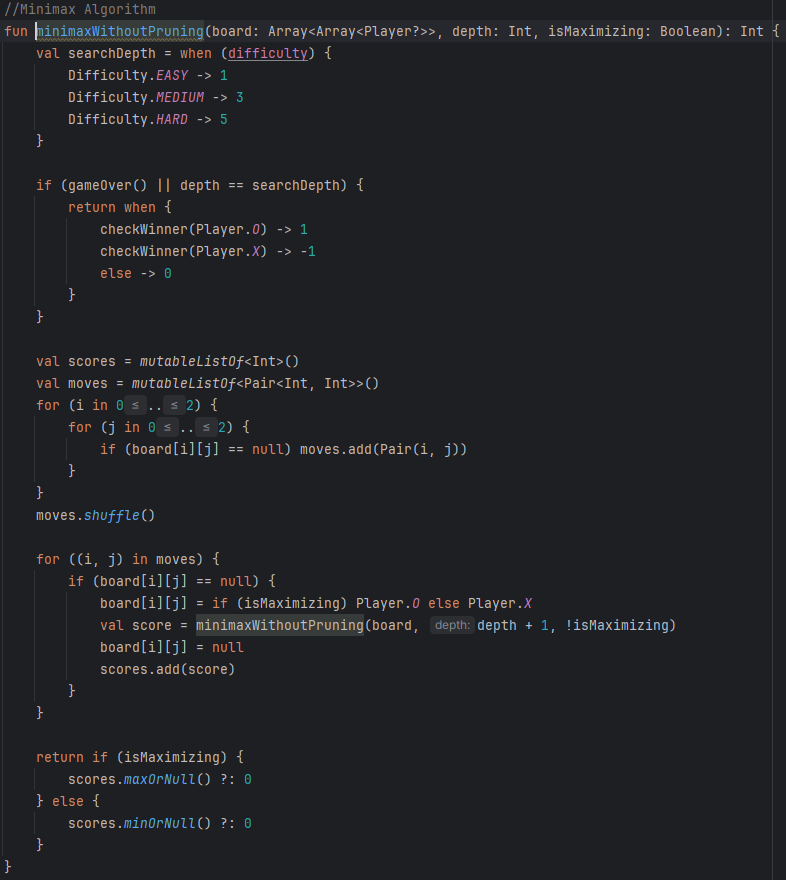 //Minimax Algorithm
fun minimaxWithoutPruning(board: Array<Array<Player?>>, depth: Int, isMaximizing: Boolean): Int {
    val searchDepth = when (difficulty) {
        Difficulty.EASY -> 1
        Difficulty.MEDIUM -> 3
        Difficulty.HARD -> 5
    }

    if (gameOver() || depth == searchDepth) {
        return when {
            checkWinner(Player.O) -> 1
            checkWinner(Player.X) -> -1
            else -> 0
        }
    }

    val scores = mutableListOf<Int>()
    val moves = mutableListOf<Pair<Int, Int>>()
    for (i in 0 ≤ .. ≤ 2) {
        for (j in 0 ≤ .. ≤ 2) {
            if (board[i][j] == null) moves.add(Pair(i, j))
        }
    }
    moves.shuffle()

    for ((i, j) in moves) {
        if (board[i][j] == null) {
            board[i][j] = if (isMaximizing) Player.O else Player.X
            val score = minimaxWithoutPruning(board, depth: depth + 1, !isMaximizing)
            board[i][j] = null
            scores.add(score)
        }
    }

    return if (isMaximizing) {
        scores.maxOrNull() ?: 0
    } else {
        scores.minOrNull() ?: 0
    }
}